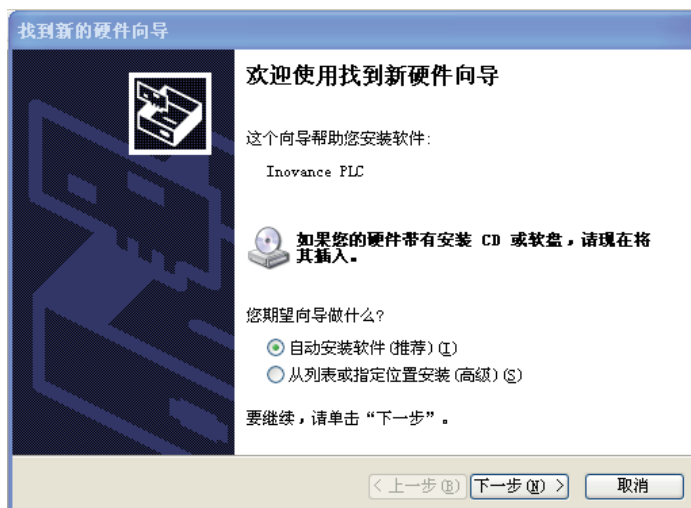 找到新的硬件向导
欢迎使用找到新硬件向导
这个向导帮助您安装软件:
Inovance PLC
如果您的硬件带有安装 CD 或软盘，请现在将
其插入。
您期望向导做什么?
自动安装软件(推荐)(I)
从列表或指定位置安装(高级)(S)
要继续，请单击“下一步”。
< 上一步(B) 下一步(N) > 取消